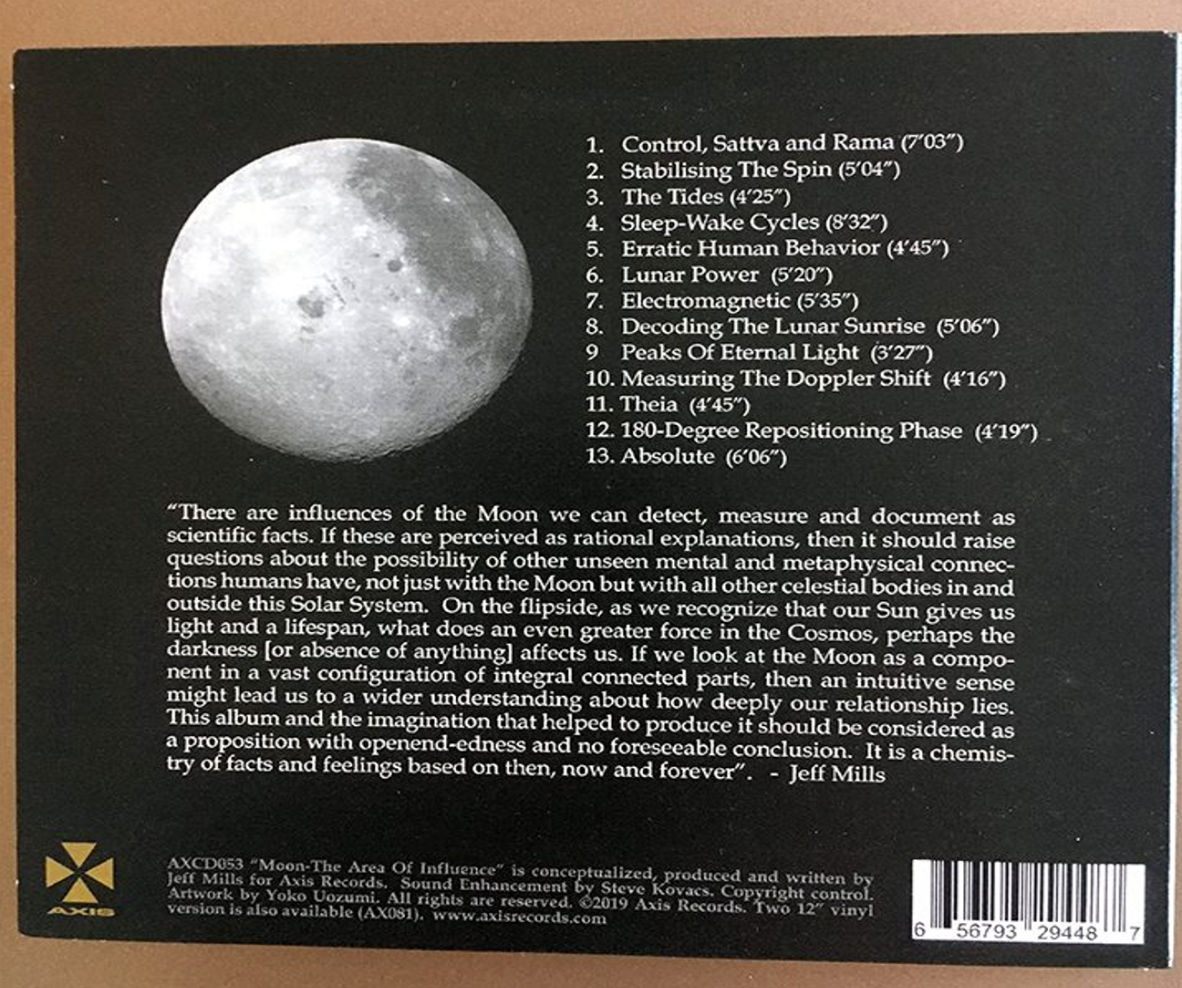 1. Control, Sattva and Rama (7'03")
2. Stabilising The Spin (5'04")
3. The Tides (4'25")
4. Sleep-Wake Cycles (8'32")
5. Erratic Human Behavior (4'45")
6. Lunar Power (5'20")
7. Electromagnetic (5'35")
8. Decoding The Lunar Sunrise (5'06")
9 Peaks Of Eternal Light (3'27")
10. Measuring The Doppler Shift (4'16")
11. Theia (4'45")
12. 180-Degree Repositioning Phase (4'19")
13. Absolute (6'06")
"There are influences of the Moon we can detect, measure and document as
scientific facts. If these are perceived as rational explanations, then it should raise
questions about the possibility of other unseen mental and metaphysical connec-
tions humans have, not just with the Moon but with all other celestial bodies in and
outside this Solar System. On the flipside, as we recognize that our Sun gives us
light and a lifespan, what does an even greater force in the Cosmos, perhaps the
darkness [or absence of anything] affects us. If we look at the Moon as a compo-
nent in a vast configuration of integral connected parts, then an intuitive sense
might lead us to a wider understanding about how deeply our relationship lies.
This album and the imagination that helped to produce it should be considered as
a proposition with openend-edness and no foreseeable conclusion. It is a chemis-
try of facts and feelings based on then, now and forever". - Jeff Mills
AXIS
AXCD053 "Moon-The Area Of Influence" is conceptualized, produced and written by
Jeff Mills for Axis Records. Sound Enhancement by Steve Kovacs. Copyright control.
Artwork by Yoko Uozumi. All rights are reserved. ©2019 Axis Records. Two 12" vinyl
version is also available (AX081). www.axisrecords.com
6 56793 29448 7